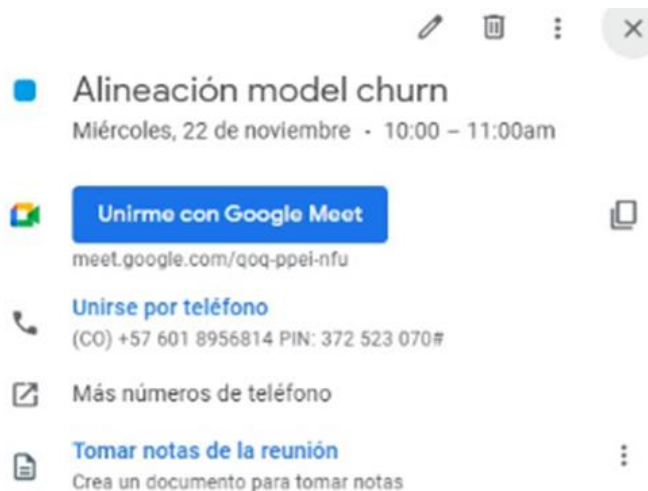 Alineación model churn
Miércoles, 22 de noviembre · 10:00 – 11:00am
Unirme con Google Meet
meet.google.com/qoq-ppei-nfu
Unirse por teléfono
(CO) +57 601 8956814 PIN: 372 523 070#
Más números de teléfono
Tomar notas de la reunión
Crea un documento para tomar notas